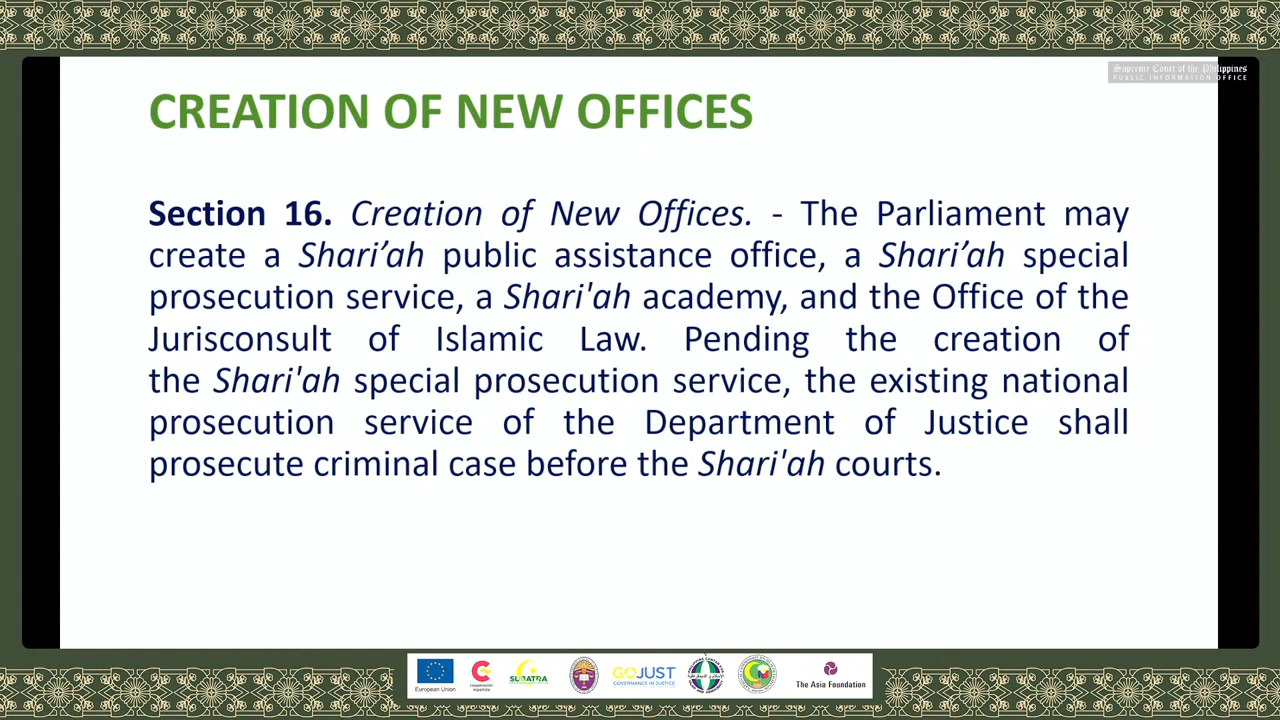 Supreme Court of the Philippines
PUBLIC INFORMATION OFFICE
CREATION OF NEW OFFICES
Section 16. Creation of New Offices. - The Parliament may
create a Shari’ah public assistance office, a Shari’ah special
prosecution service, a Shari'ah academy, and the Office of the
Jurisconsult of Islamic Law. Pending the creation of
the Shari'ah special prosecution service, the existing national
prosecution service of the Department of Justice shall
prosecute criminal case before the Shari'ah courts.
European Union
cooperación
española
SUBATRA
GOJUST
GOVERNANCE IN JUSTICE
The Asia Foundation